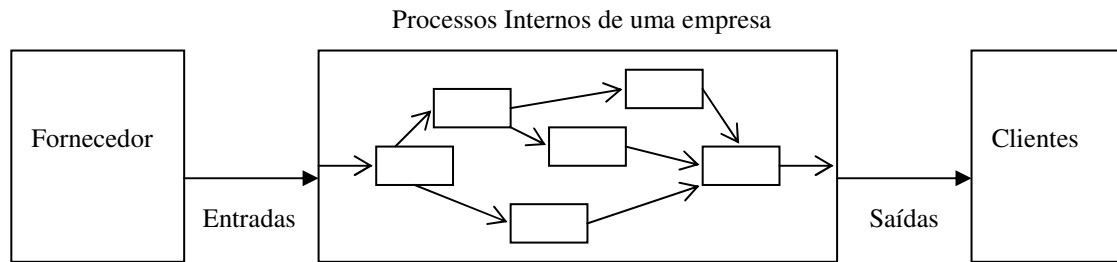 Processos Internos de uma empresa
Fornecedor
Clientes
Entradas
Saídas